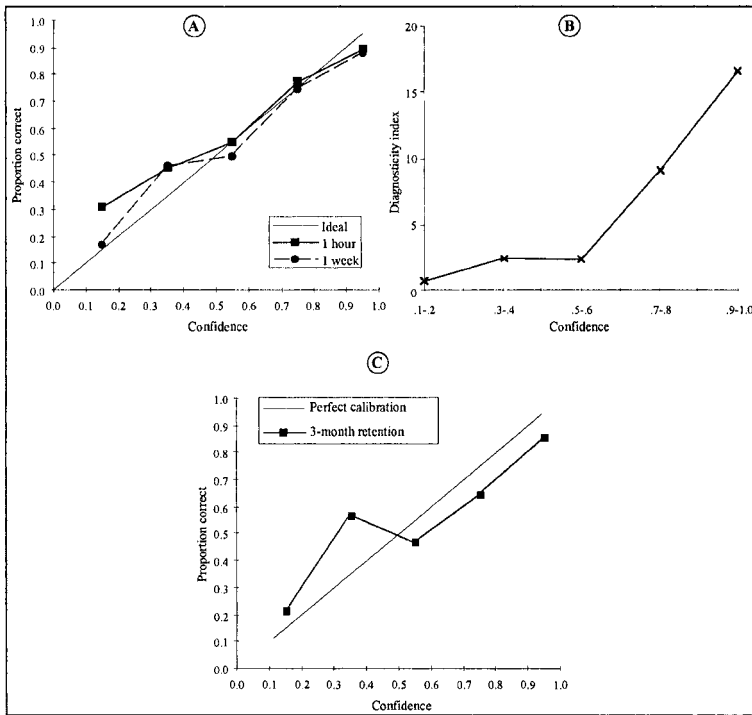 A
1.0
0.9
0.8
0.7
0.6
0.5
0.4
0.3
0.2
0.1
0.0
Proportion correct
Ideal
1 hour
1 week
0.0 0.1 0.2 0.3 0.4 0.5 0.6 0.7 0.8 0.9 1.0
Confidence
B
20
15
10
5
0
Diagnosticity index
.1-.2 .3-.4 .5-.6 .7-.8 .9-1.0
Confidence
C
1.0
0.9
0.8
0.7
0.6
0.5
0.4
0.3
0.2
0.1
0.0
Proportion correct
Perfect calibration
3-month retention
0.0 0.1 0.2 0.3 0.4 0.5 0.6 0.7 0.8 0.9 1.0
Confidence